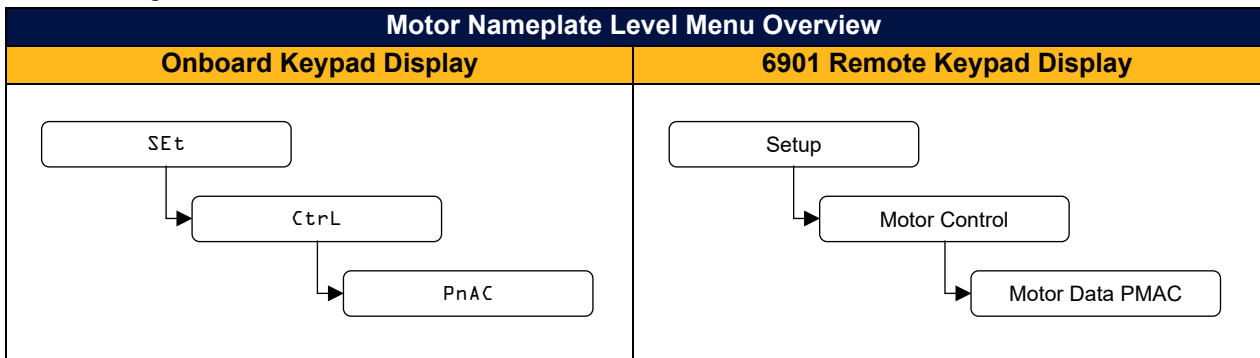 Motor Nameplate Level Menu Overview
Onboard Keypad Display
6901 Remote Keypad Display
SEt
CtrL
PnAC
Setup
Motor Control
Motor Data PMAC